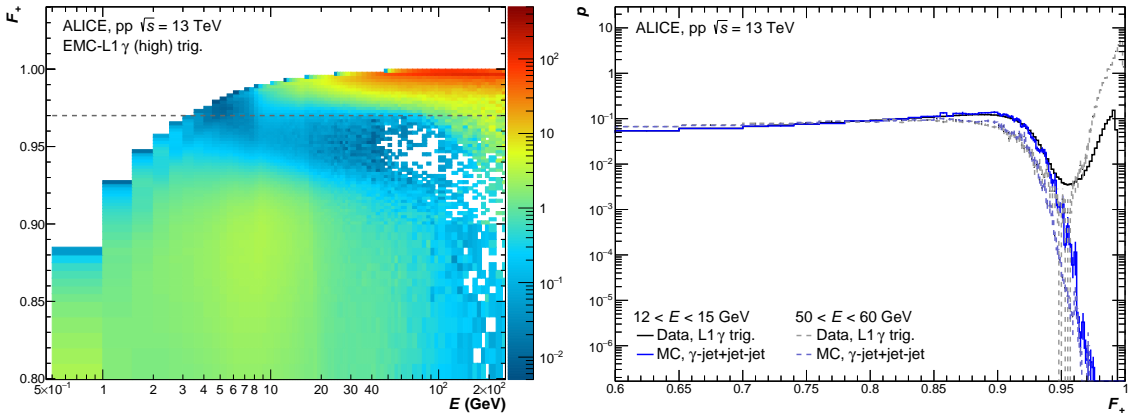 F₊
ALICE, pp √s = 13 TeV
EMC-L1 γ (high) trig.
1.00
0.95
0.90
0.85
0.80
5×10⁻¹ 1 2 3 4 5 6 7 8 10 20 30 40 10² 2×10²
E (GeV)
10²
10
1
10⁻¹
10⁻²
p
ALICE, pp √s = 13 TeV
10
1
10⁻¹
10⁻²
10⁻³
10⁻⁴
10⁻⁵
10⁻⁶
12 < E < 15 GeV
Data, L1 γ trig.
MC, γ-jet+jet-jet
50 < E < 60 GeV
Data, L1 γ trig.
MC, γ-jet+jet-jet
0.6 0.65 0.7 0.75 0.8 0.85 0.9 0.95 1
F₊